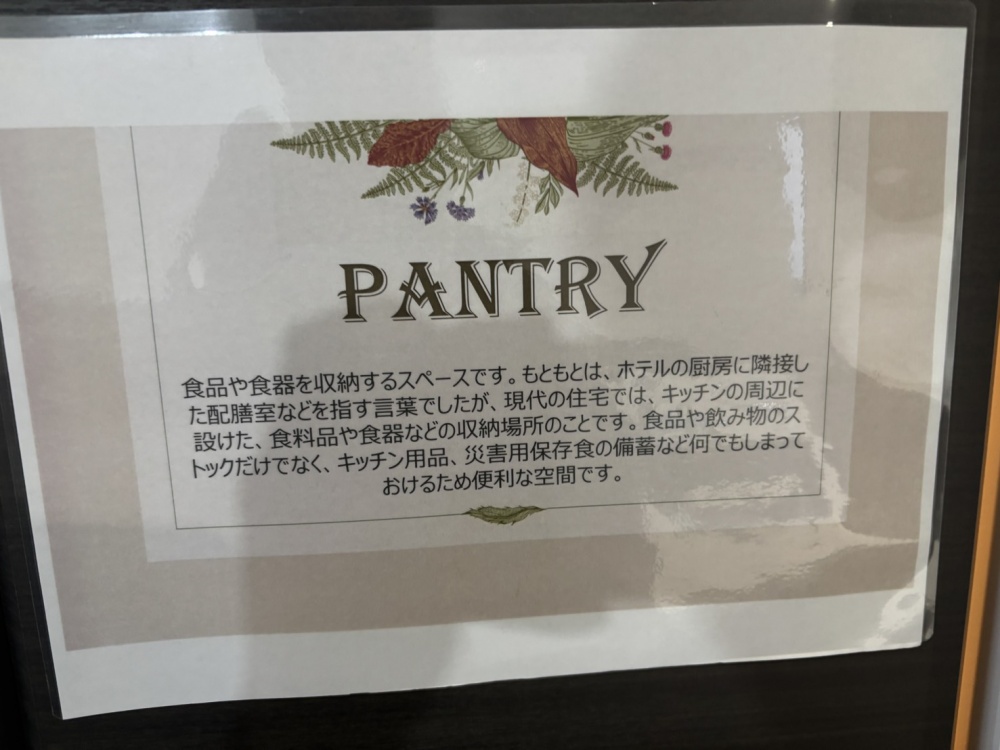 PANTRY
食品や食器を収納するスペースです。もともとは、ホテルの厨房に隣接し
た配膳室などを指す言葉でしたが、現代の住宅では、キッチンの周辺に
設けた、食料品や食器などの収納場所のことです。食品や飲み物のス
トックだけでなく、キッチン用品、災害用保存食の備蓄など何でもしまって
おけるため便利な空間です。